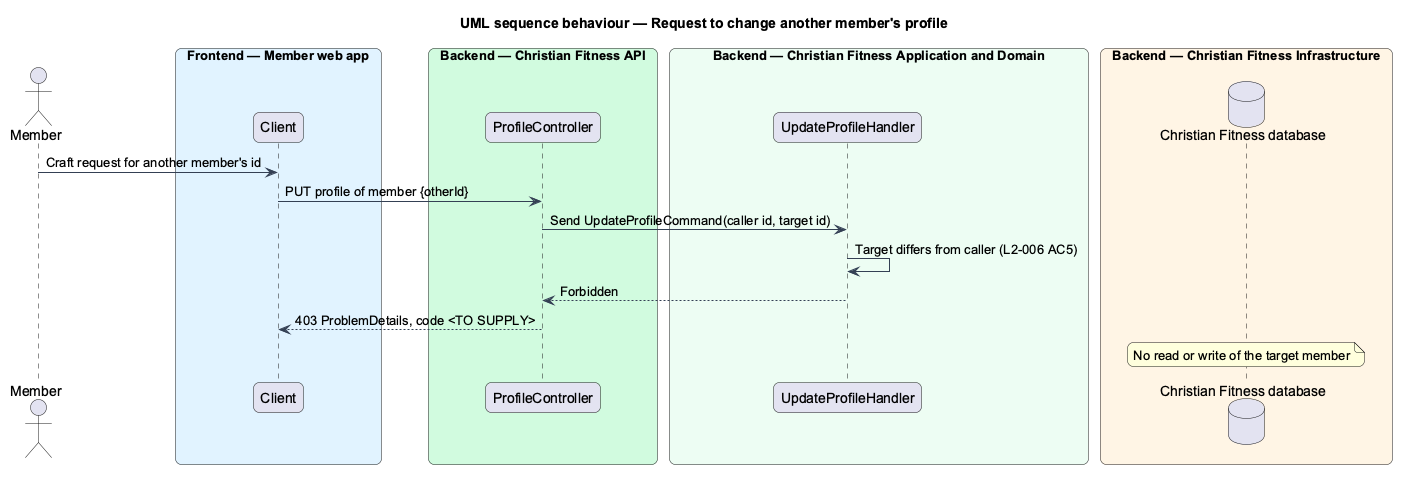 UML sequence behaviour — Request to change another member's profile
Frontend — Member web app
Backend — Christian Fitness API
Backend — Christian Fitness Application and Domain
Backend — Christian Fitness Infrastructure
Member
Client
ProfileController
UpdateProfileHandler
Christian Fitness database
Craft request for another member's id
PUT profile of member {otherId}
Send UpdateProfileCommand(caller id, target id)
Target differs from caller (L2-006 AC5)
Forbidden
403 ProblemDetails, code <TO SUPPLY>
No read or write of the target member
Member
Client
ProfileController
UpdateProfileHandler
Christian Fitness database